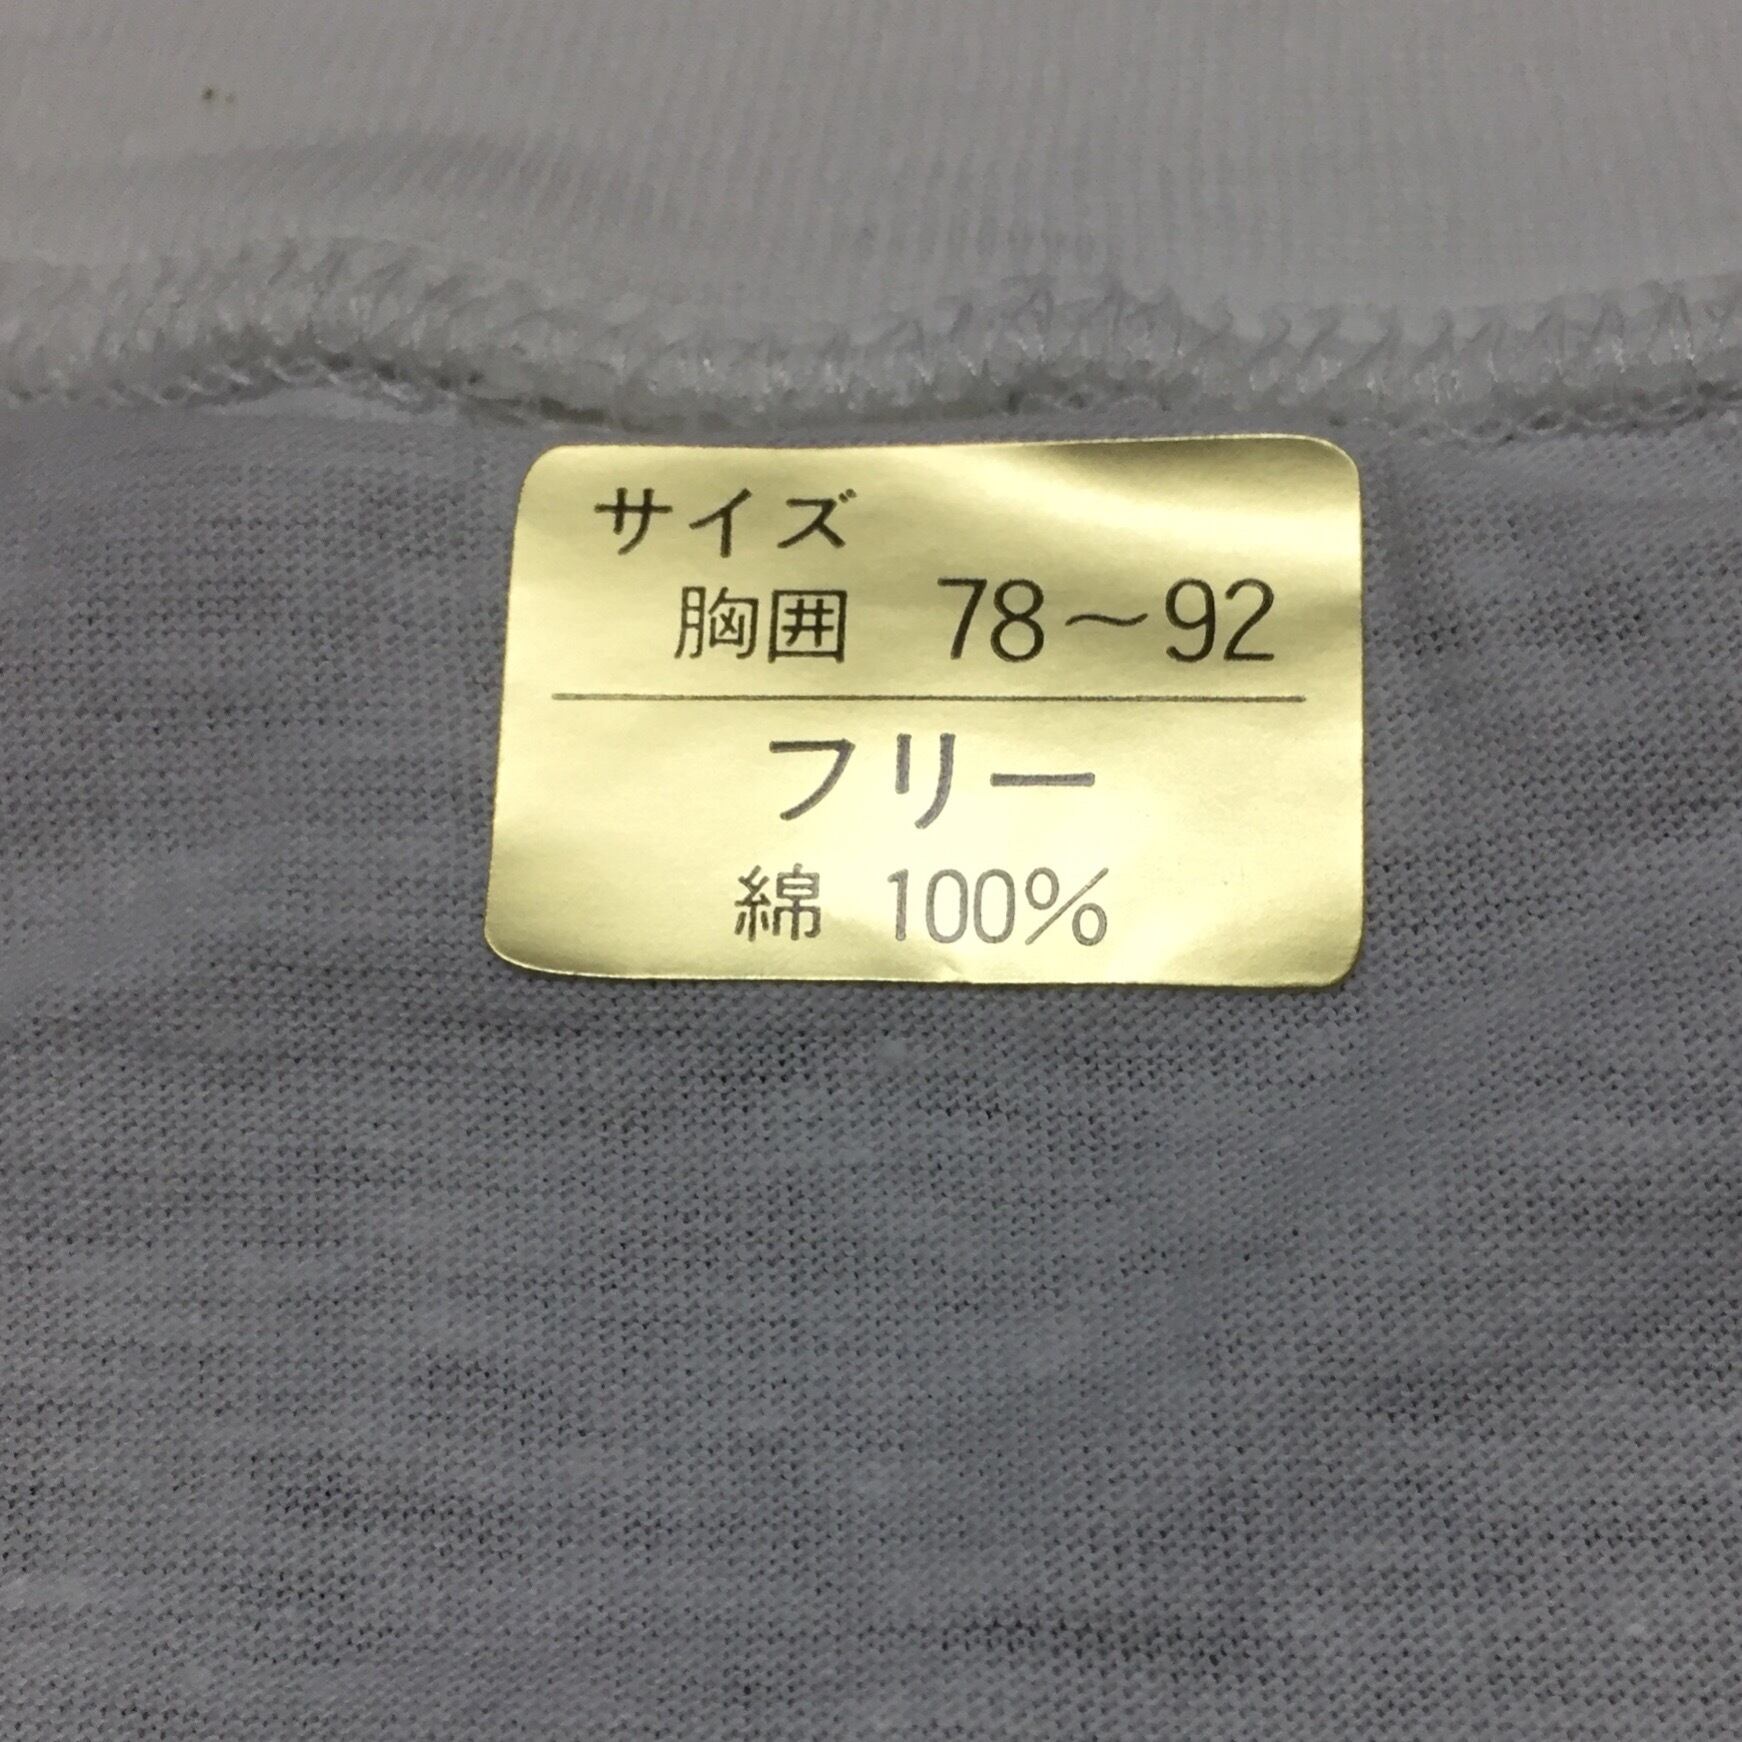 サイズ
胸囲 78～92
フリー
綿 100%